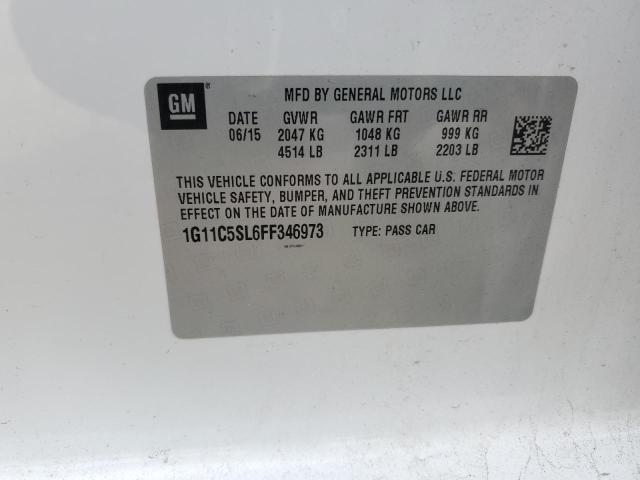 GM ® MFD BY GENERAL MOTORS LLC
DATE GVWR GAWR FRT GAWR RR
06/15 2047 KG 1048 KG 999 KG
4514 LB 2311 LB 2203 LB
THIS VEHICLE CONFORMS TO ALL APPLICABLE U.S. FEDERAL MOTOR
VEHICLE SAFETY, BUMPER, AND THEFT PREVENTION STANDARDS IN
EFFECT ON THE DATE OF MANUFACTURE SHOWN ABOVE.
1G11C5SL6FF346973 TYPE: PASS CAR